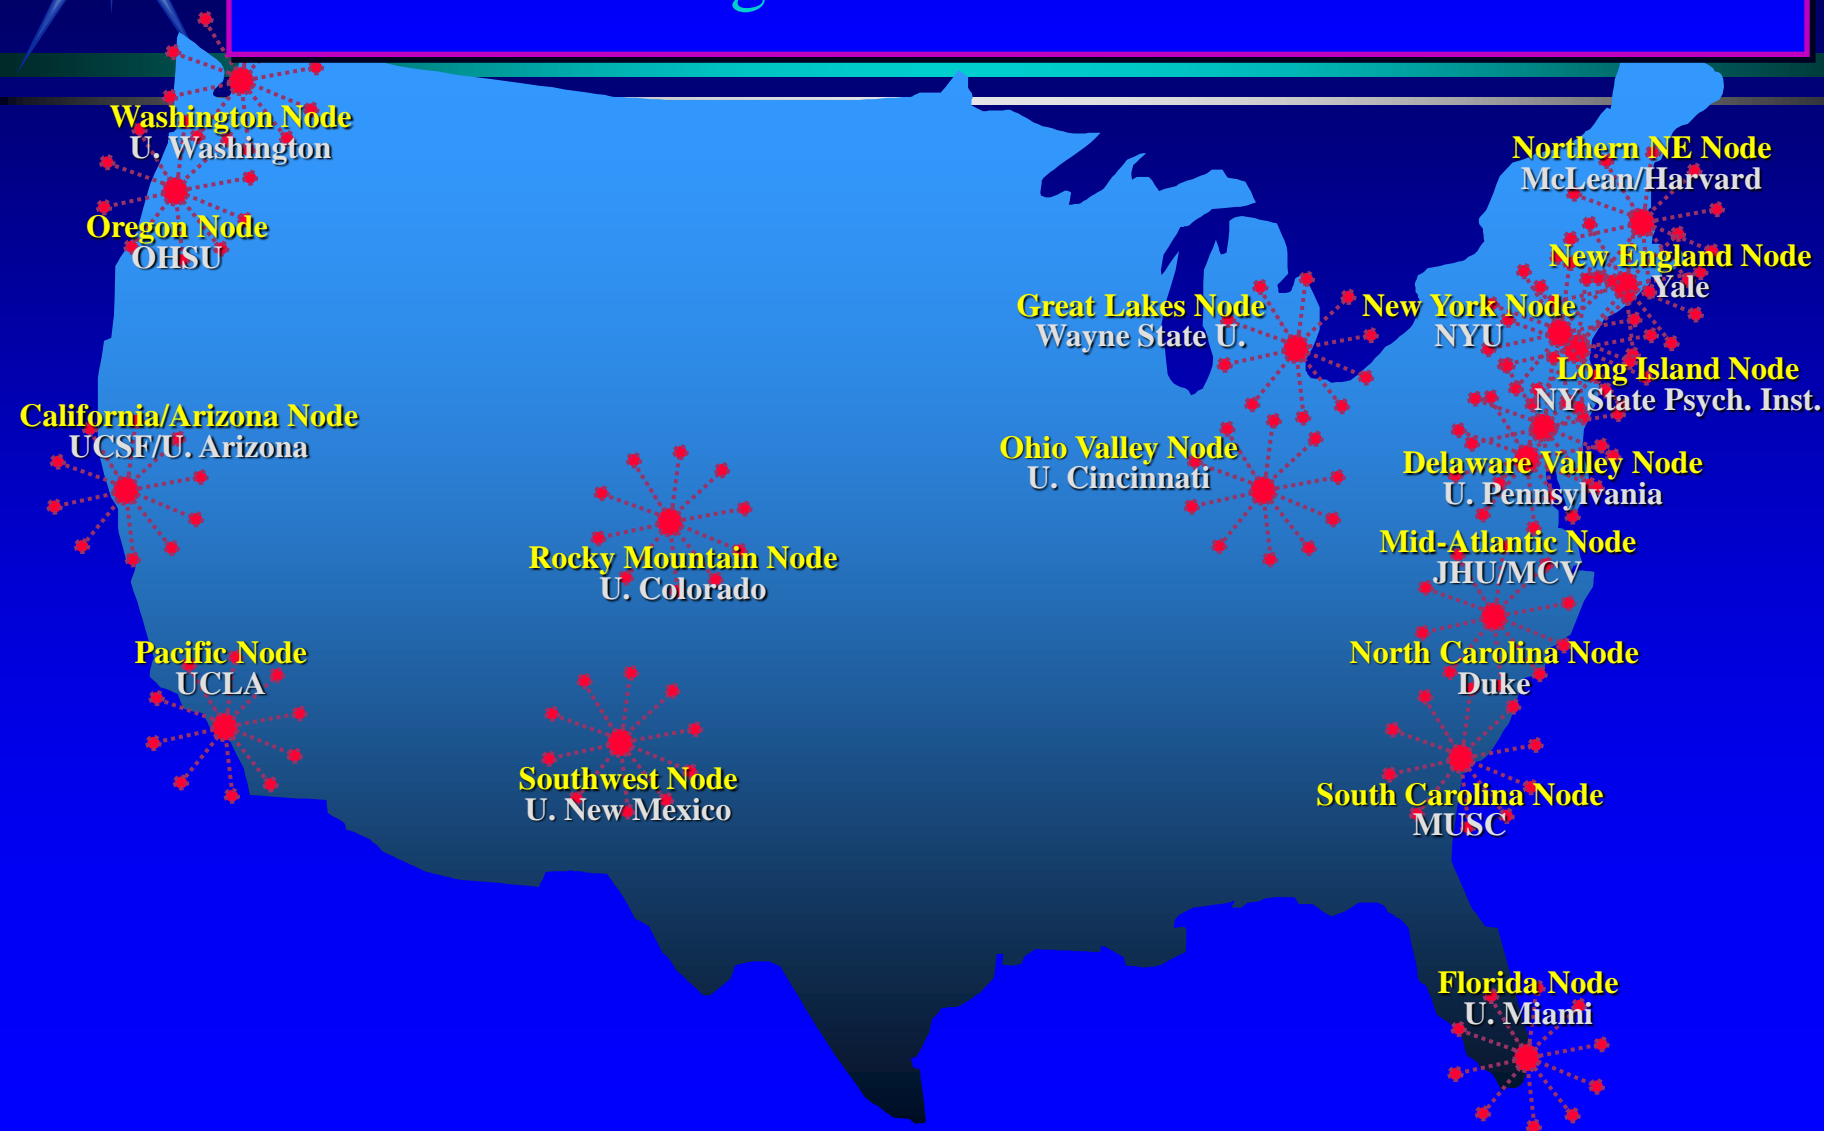 Washington Node
U. Washington
Oregon Node
OHSU
California/Arizona Node
UCSF/U. Arizona
Pacific Node
UCLA
Rocky Mountain Node
U. Colorado
Southwest Node
U. New Mexico
Great Lakes Node
Wayne State U.
Ohio Valley Node
U. Cincinnati
Northern NE Node
McLean/Harvard
New England Node
Yale
New York Node
NYU
Long Island Node
NY State Psych. Inst.
Delaware Valley Node
U. Pennsylvania
Mid-Atlantic Node
JHU/MCV
North Carolina Node
Duke
South Carolina Node
MUSC
Florida Node
U. Miami